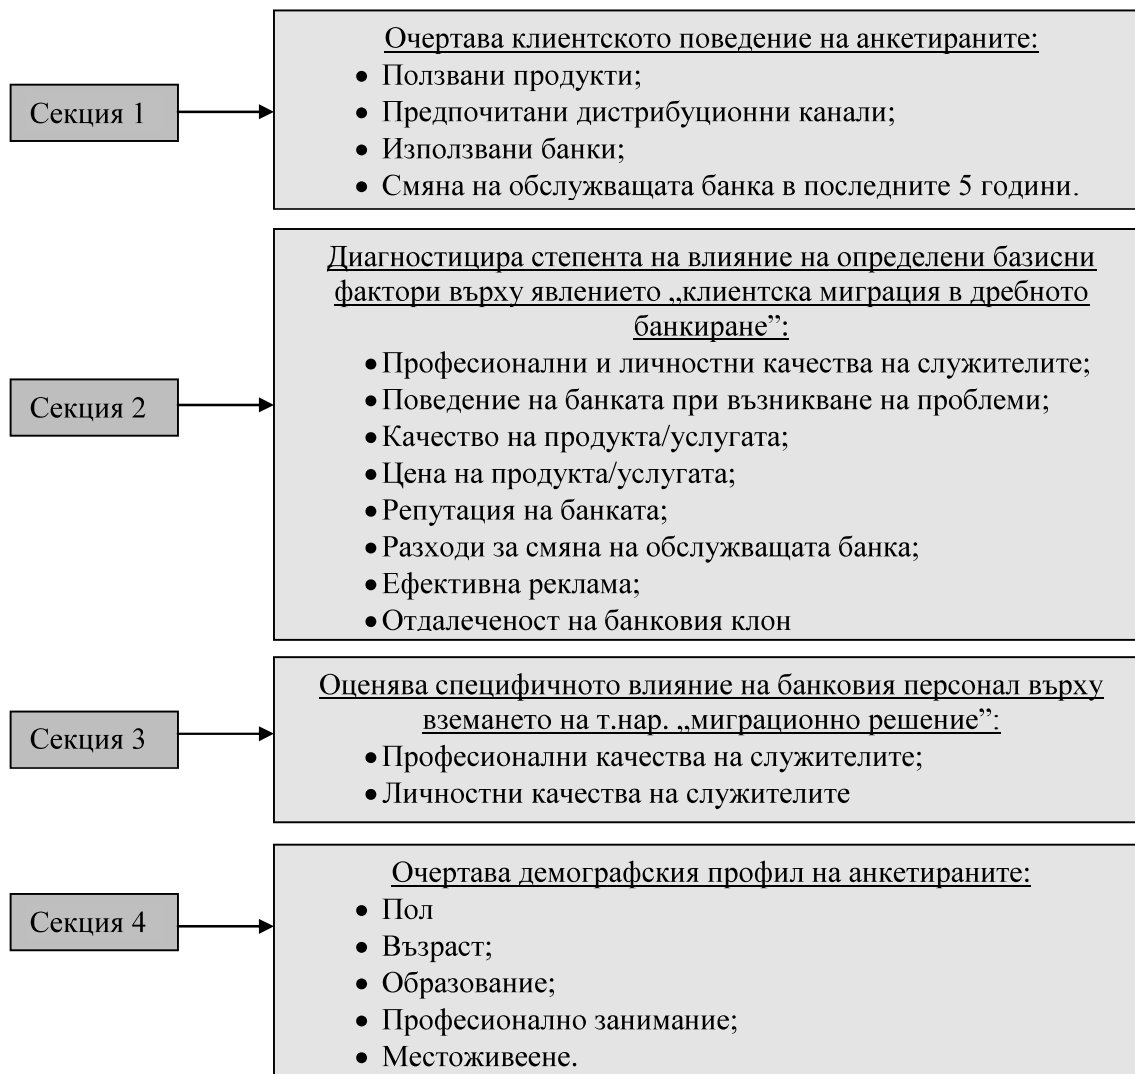 Секция 1
Очертава клиентското поведение на анкетираните:
• Ползвани продукти;
• Предпочитани дистрибуционни канали;
• Използвани банки;
• Смяна на обслужващата банка в последните 5 години.
Секция 2
Диагностицира степента на влияние на определени базисни
фактори върху явлението „клиентска миграция в дребното
банкиране”:
•Професионални и личностни качества на служителите;
•Поведение на банката при възникване на проблеми;
•Качество на продукта/услугата;
•Цена на продукта/услугата;
•Репутация на банката;
•Разходи за смяна на обслужващата банка;
•Ефективна реклама;
•Отдалеченост на банковия клон
Секция 3
Оценява специфичното влияние на банковия персонал върху
вземането на т.нар. „миграционно решение”:
•Професионални качества на служителите;
•Личностни качества на служителите
Секция 4
Очертава демографския профил на анкетираните:
• Пол
• Възраст;
• Образование;
• Професионално занимание;
• Местоживеене.